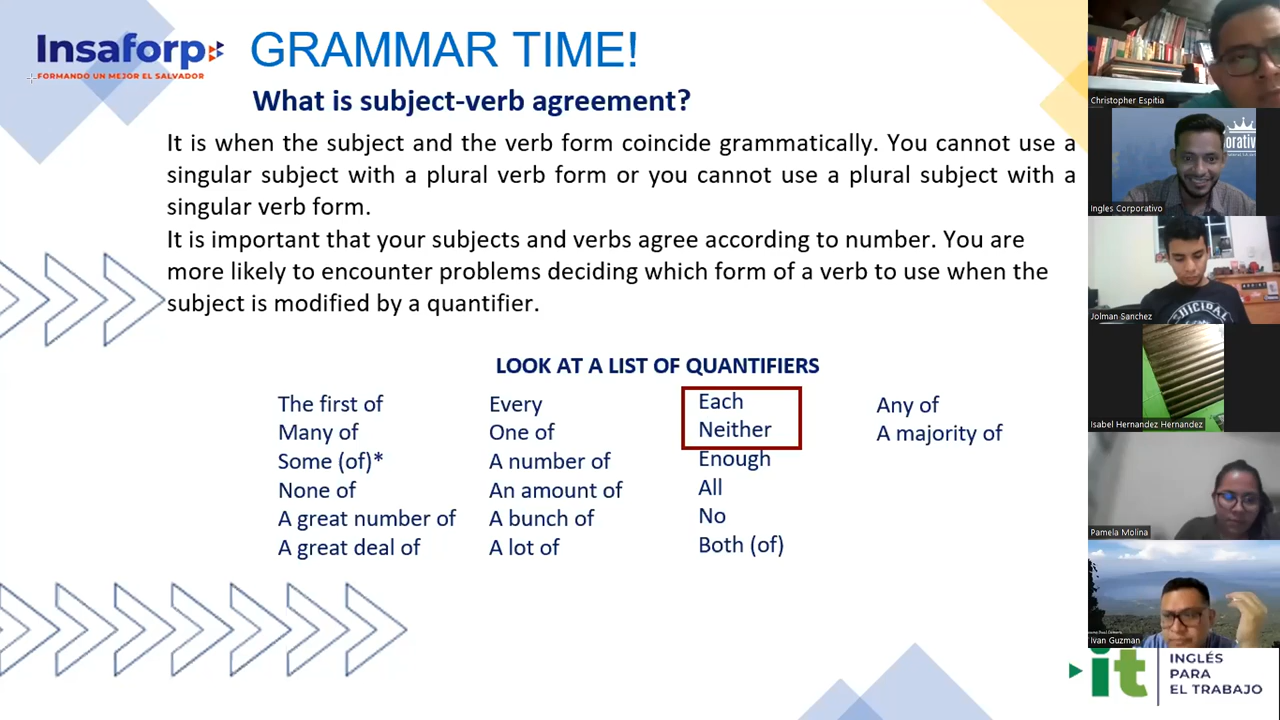 Insaforp
FORMANDO UN MEJOR EL SALVADOR
GRAMMAR TIME!
What is subject-verb agreement?
It is when the subject and the verb form coincide grammatically. You cannot use a
singular subject with a plural verb form or you cannot use a plural subject with a
singular verb form.
It is important that your subjects and verbs agree according to number. You are
more likely to encounter problems deciding which form of a verb to use when the
subject is modified by a quantifier.
LOOK AT A LIST OF QUANTIFIERS
The first of
Many of
Some (of)*
None of
A great number of
A great deal of
Every
One of
A number of
An amount of
A bunch of
A lot of
Each
Neither
Enough
All
No
Both (of)
Any of
A majority of
Christopher Espitia
Ingles Corporativo
Jolman Sanchez
Isabel Hernandez Hernandez
Pamela Molina
Ivan Guzman
it
INGLÉS
PARA
EL TRABAJO